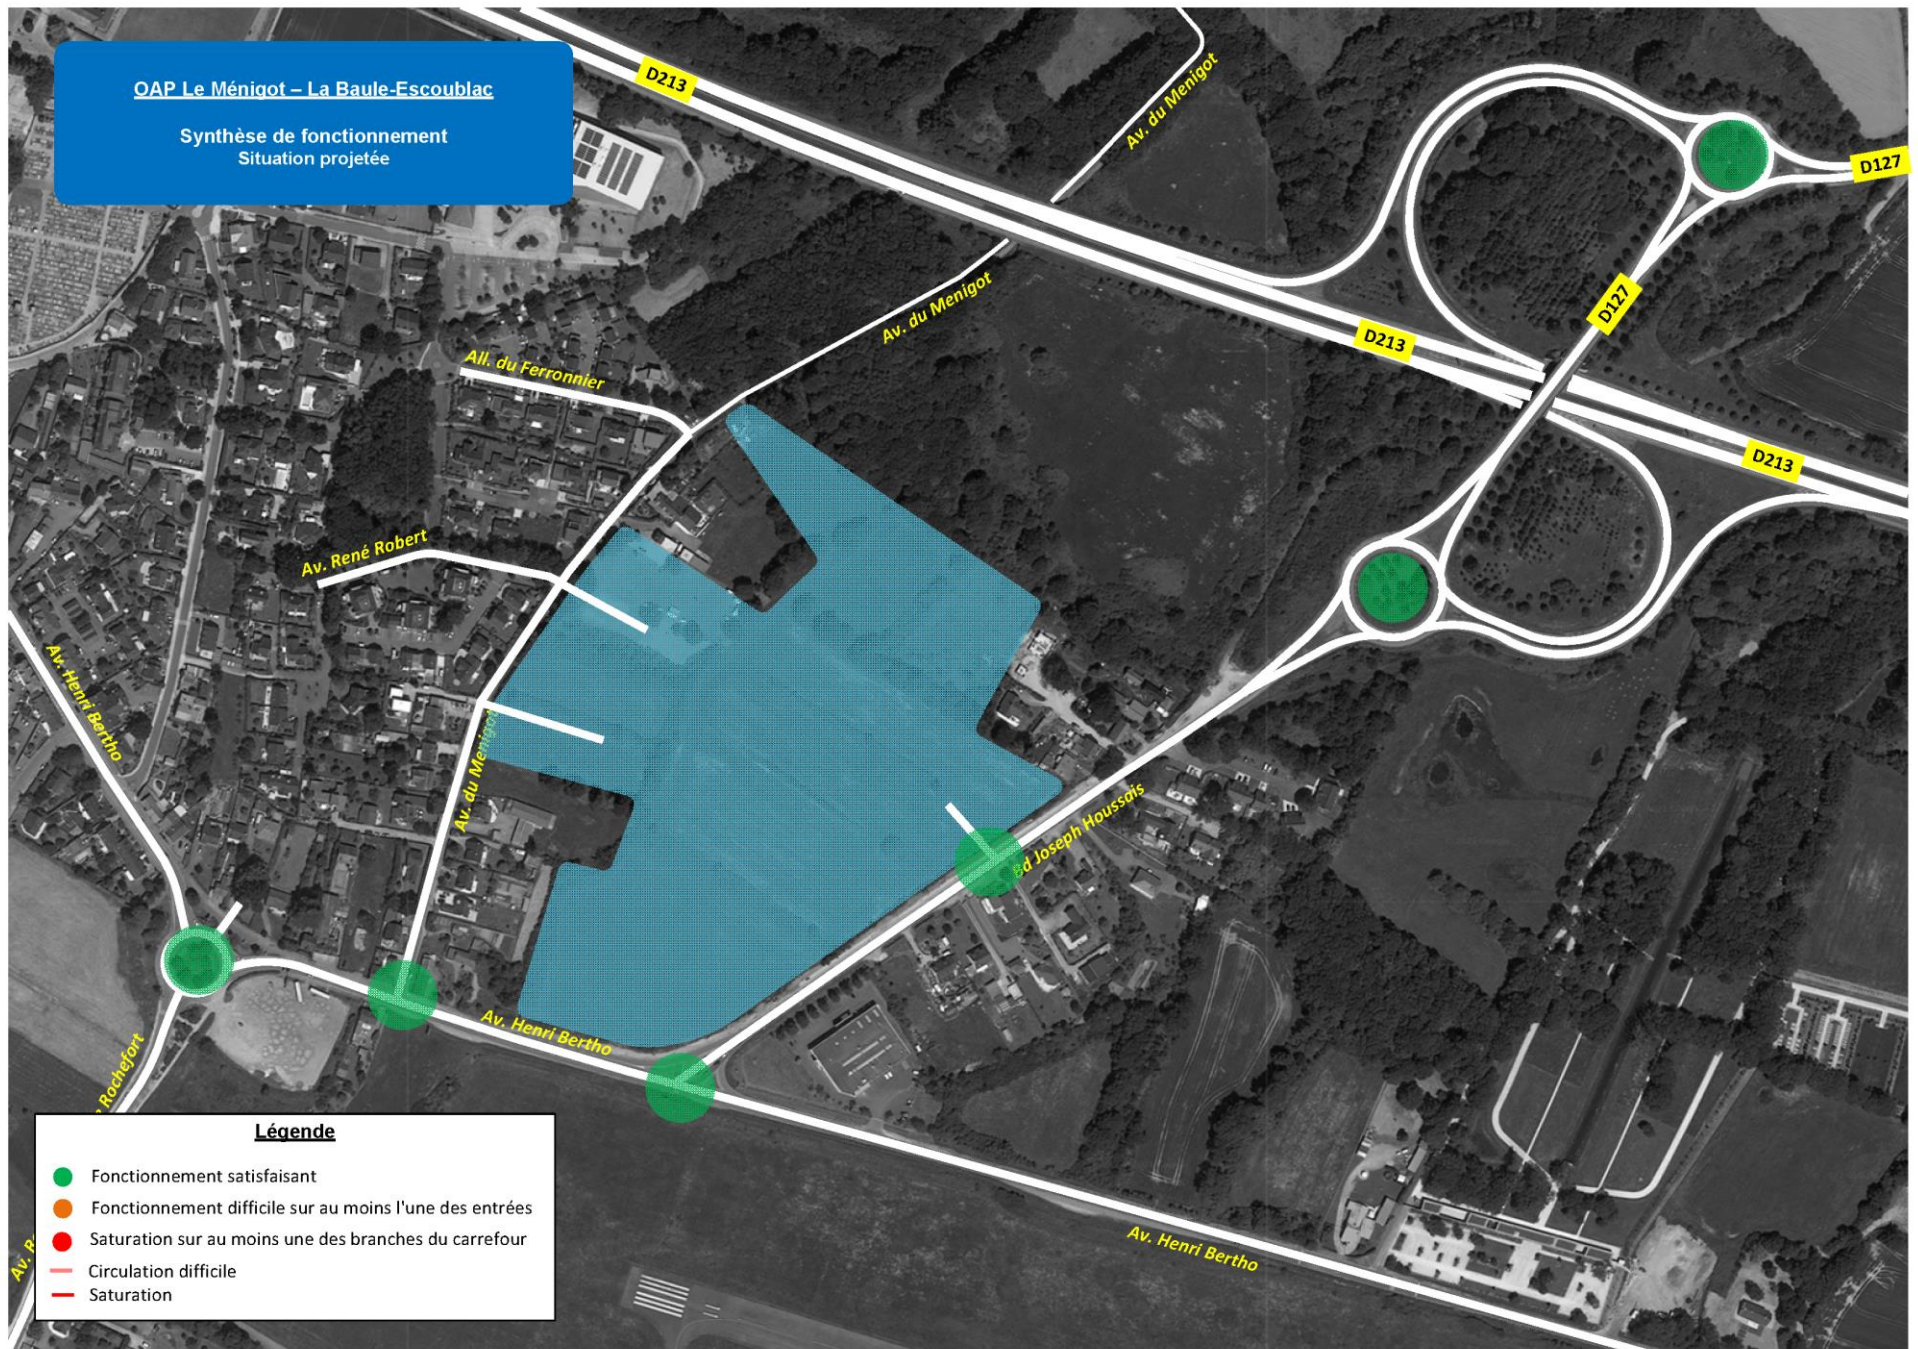 OAP Le Ménigot – La Baule-Escoublac
Synthèse de fonctionnement
Situation projetée
D213
Av. du Menigot
D127
D127
Av. du Menigot
D213
All. du Ferronnier
D213
Av. René Robert
Av. Henri Bertho
Av. du Menigot
Bd Joseph Houssais
Av. Henri Bertho
Rochefort
Av. Henri Bertho
Av.
Légende
Fonctionnement satisfaisant
Fonctionnement difficile sur au moins l'une des entrées
Saturation sur au moins une des branches du carrefour
Circulation difficile
Saturation